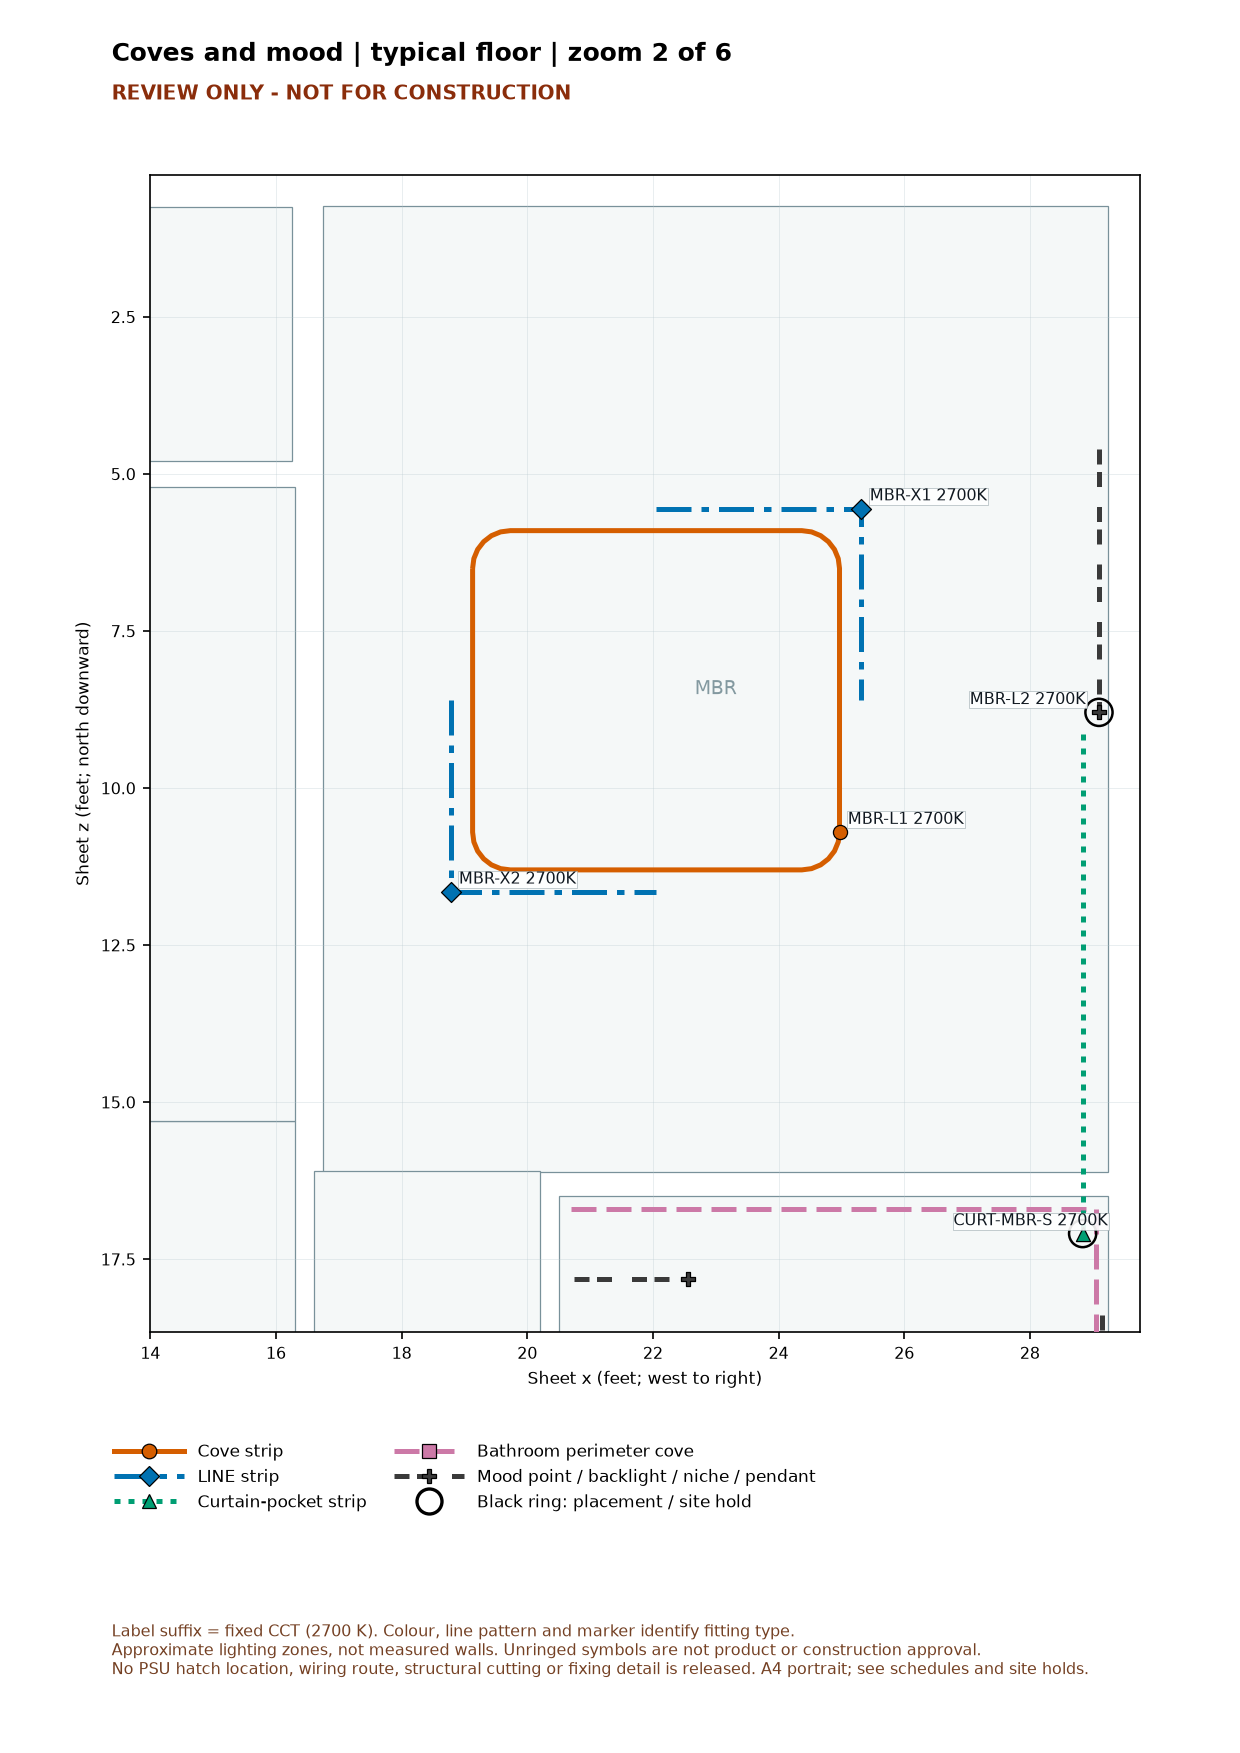 Coves and mood | typical floor | zoom 2 of 6
REVIEW ONLY - NOT FOR CONSTRUCTION
2.5
5.0
7.5
10.0
12.5
15.0
17.5
Sheet z (feet; north downward)
MBR-X1 2700K
MBR
MBR-L2 2700K
MBR-L1 2700K
MBR-X2 2700K
CURT-MBR-S 2700K
14 16 18 20 22 24 26 28
Sheet x (feet; west to right)
Cove strip
LINE strip
Curtain-pocket strip
Bathroom perimeter cove
Mood point / backlight / niche / pendant
Black ring: placement / site hold
Label suffix = fixed CCT (2700 K). Colour, line pattern and marker identify fitting type.
Approximate lighting zones, not measured walls. Unringed symbols are not product or construction approval.
No PSU hatch location, wiring route, structural cutting or fixing detail is released. A4 portrait; see schedules and site holds.